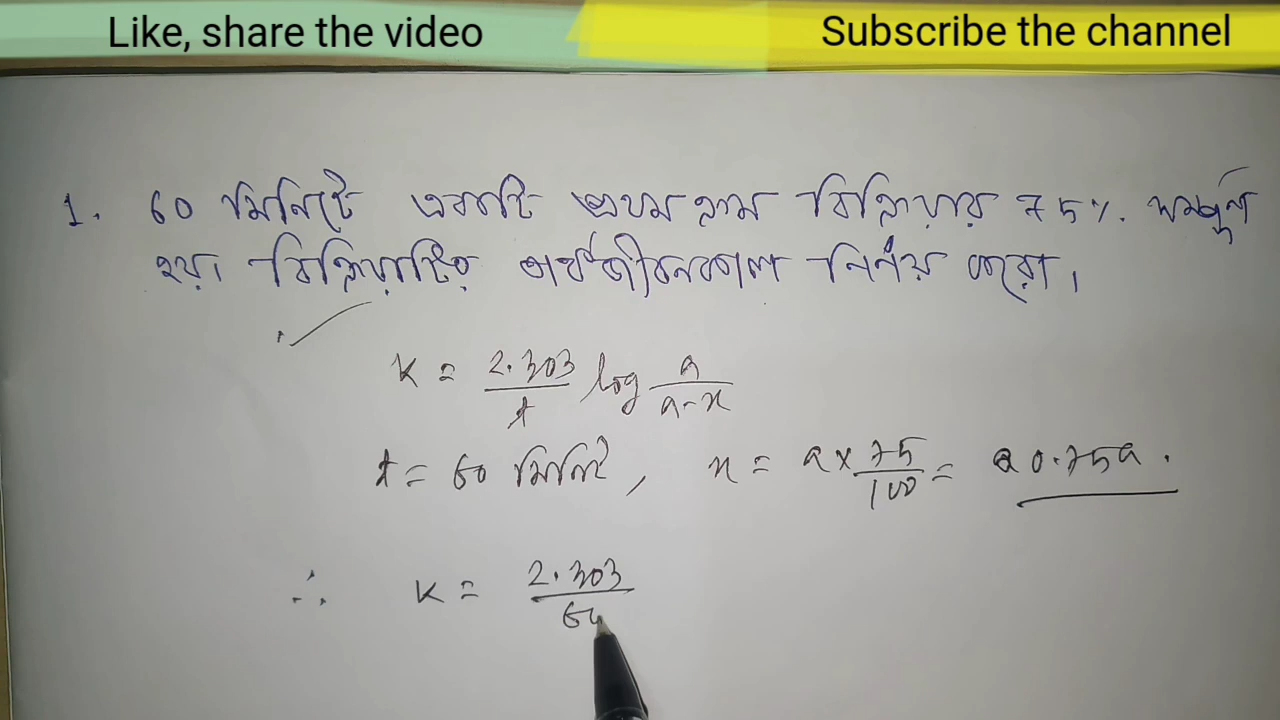 Like, share the video
Subscribe the channel
1. 60 মিনিটে একটি প্রথম ক্রম বিক্রিয়ার 75%. সম্পূর্ণ
হয়। বিক্রিয়াটির অর্ধজীবনকাল নির্ণয় করো।
K = 2.303/t log a/a-x
t = 60 মিনিট, x = a × 75/100 = 0.75a.
∴ K = 2.303/60